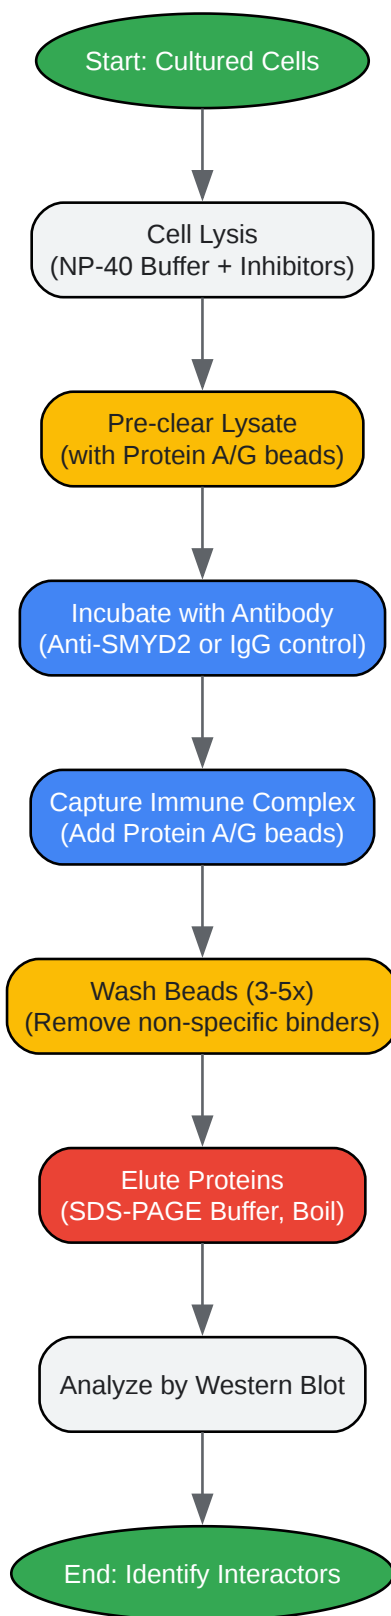 Start: Cultured Cells
Cell Lysis
(NP-40 Buffer + Inhibitors)
Pre-clear Lysate
(with Protein A/G beads)
Incubate with Antibody
(Anti-SMYD2 or IgG control)
Capture Immune Complex
(Add Protein A/G beads)
Wash Beads (3-5x)
(Remove non-specific binders)
Elute Proteins
(SDS-PAGE Buffer, Boil)
Analyze by Western Blot
End: Identify Interactors